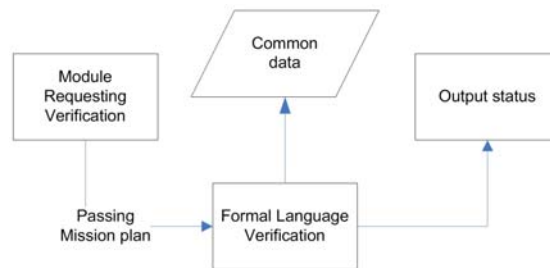 Common
data
Module
Requesting
Verification
Output status
Passing
Mission plan
Formal Language
Verification